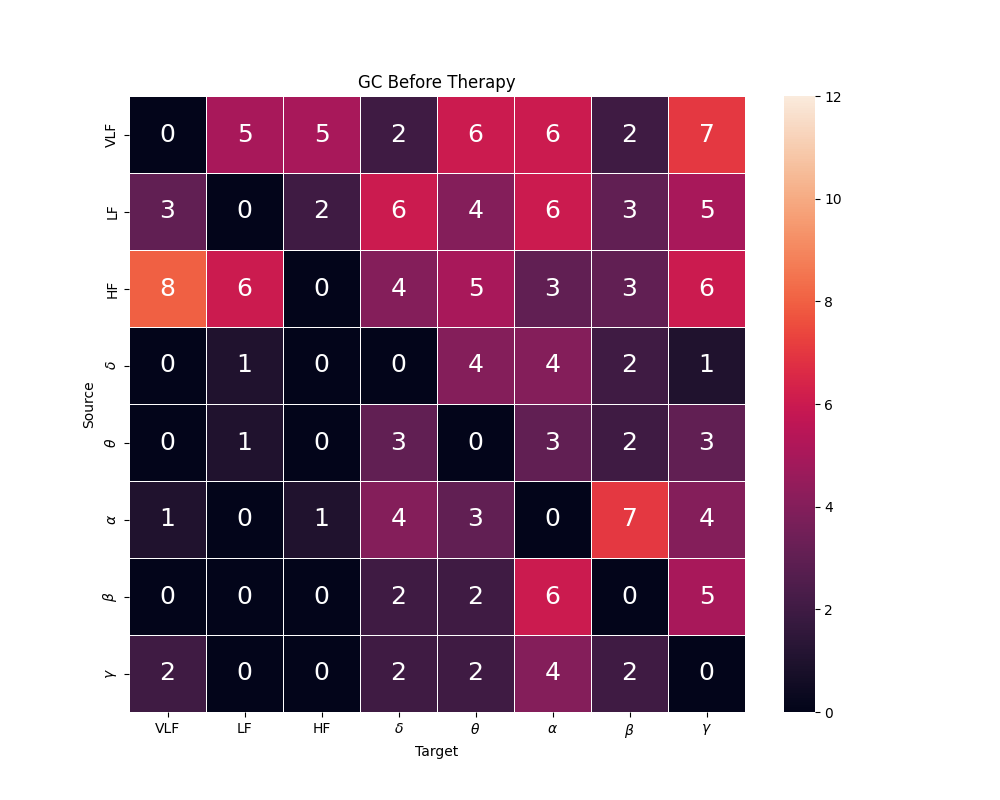 GC Before Therapy
VLF 0 5 5 2 6 6 2 7
LF 3 0 2 6 4 6 3 5
HF 8 6 0 4 5 3 3 6
δ 0 1 0 0 4 4 2 1
θ 0 1 0 3 0 3 2 3
α 1 0 1 4 3 0 7 4
β 0 0 0 2 2 6 0 5
γ 2 0 0 2 2 4 2 0
VLF LF HF δ θ α β γ
Source
Target
12
10
8
6
4
2
0